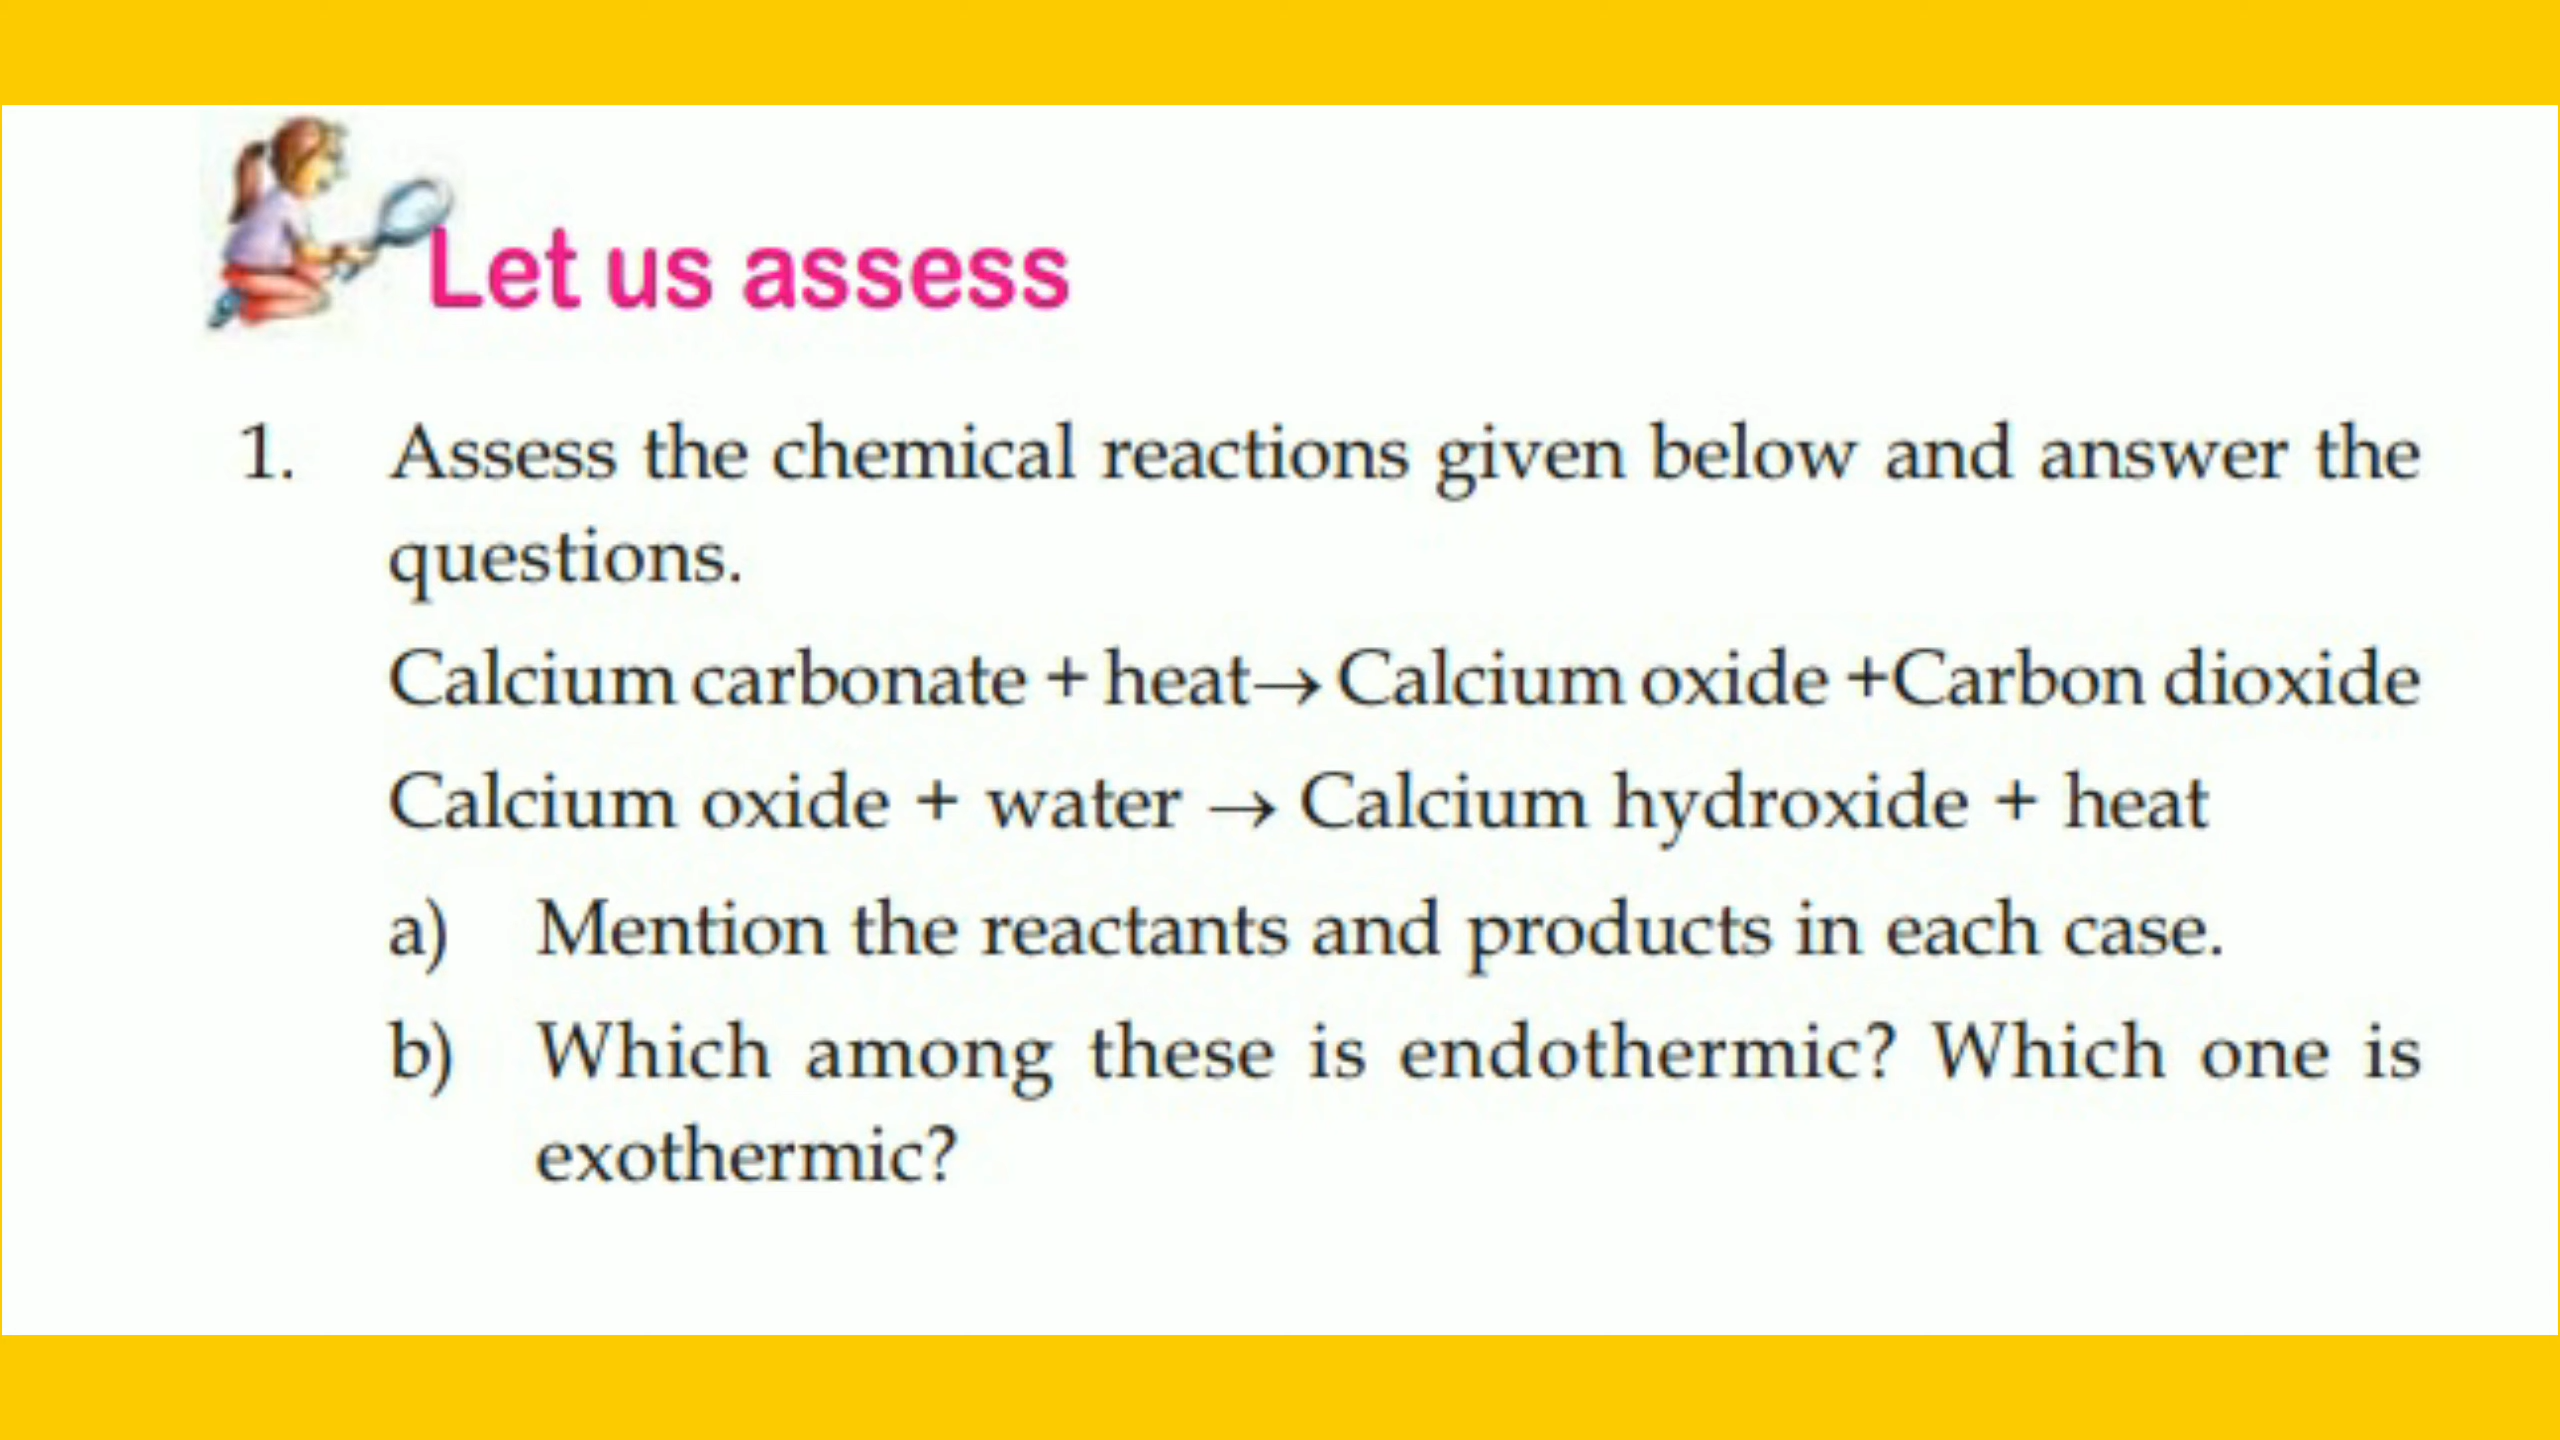 Let us assess
1. Assess the chemical reactions given below and answer the
questions.
Calcium carbonate + heat→ Calcium oxide +Carbon dioxide
Calcium oxide + water → Calcium hydroxide + heat
a) Mention the reactants and products in each case.
b) Which among these is endothermic? Which one is
exothermic?